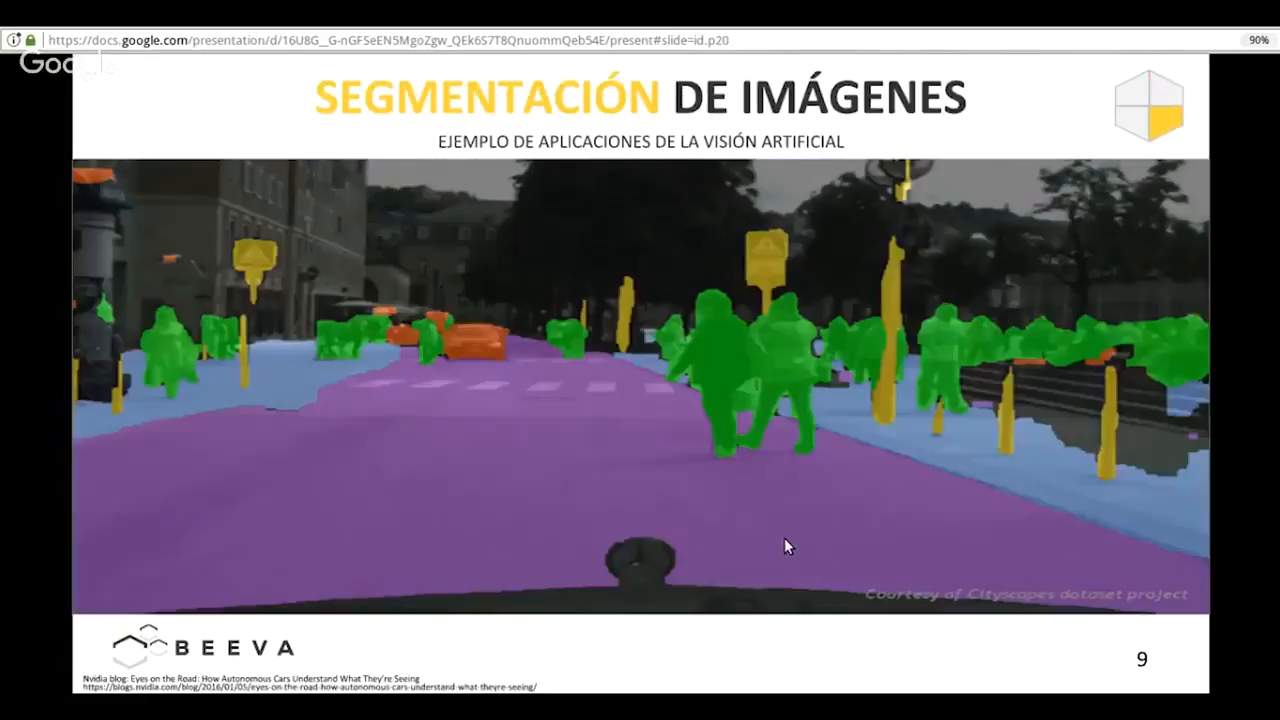 https://docs.google.com/presentation/d/16U8G__G-nGFSeEN5MgoZgw_QEk6S7T8QnuommQeb54E/present#slide=id.p20
90%
Google
SEGMENTACIÓN DE IMÁGENES
EJEMPLO DE APLICACIONES DE LA VISIÓN ARTIFICIAL
Courtesy of Cityscapes dataset project
BEEVA
9
Nvidia blog: Eyes on the Road: How Autonomous Cars Understand What They're Seeing
https://blogs.nvidia.com/blog/2016/01/05/eyes-on-the-road-how-autonomous-cars-understand-what-theyre-seeing/